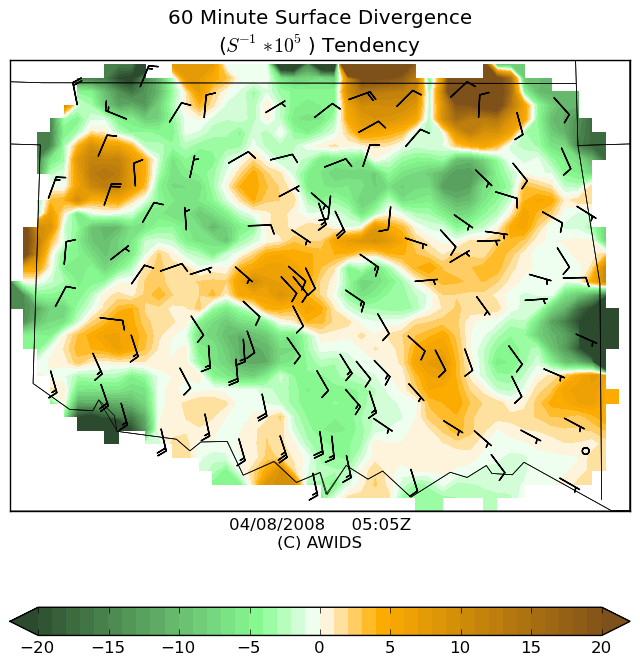 60 Minute Surface Divergence
(S⁻¹ *10⁵ ) Tendency
04/08/2008 05:05Z
(C) AWIDS
−20 −15 −10 −5 0 5 10 15 20